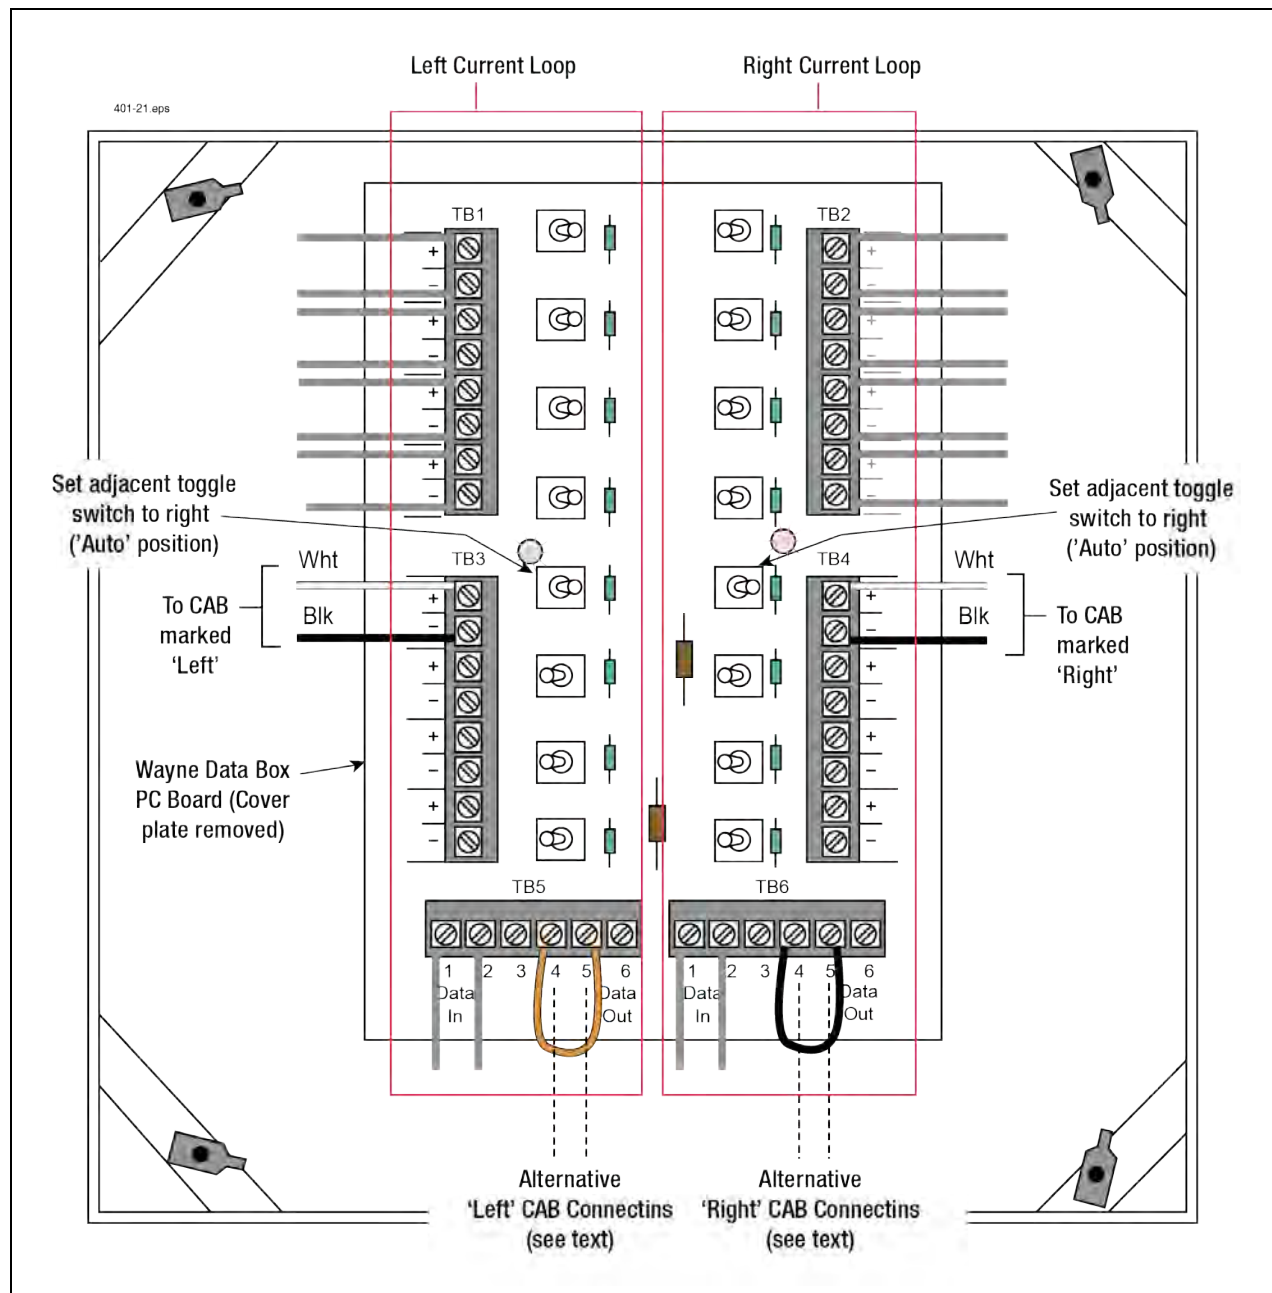 Left Current Loop
Right Current Loop
401-21.eps
TB1
TB2
+
−
+
−
+
−
+
−
+
−
+
−
+
−
+
−
Set adjacent toggle
switch to right
('Auto' position)
Set adjacent toggle
switch to right
('Auto' position)
TB3
TB4
Wht
Blk
To CAB
marked
'Left'
Wht
Blk
To CAB
marked
'Right'
+
−
+
−
+
−
+
−
+
−
+
−
+
−
+
−
Wayne Data Box
PC Board (Cover
plate removed)
TB5
TB6
1 2 3 4 5 6
Data
In
Data
Out
1 2 3 4 5 6
Data
In
Data
Out
Alternative
'Left' CAB Connectins
(see text)
Alternative
'Right' CAB Connectins
(see text)